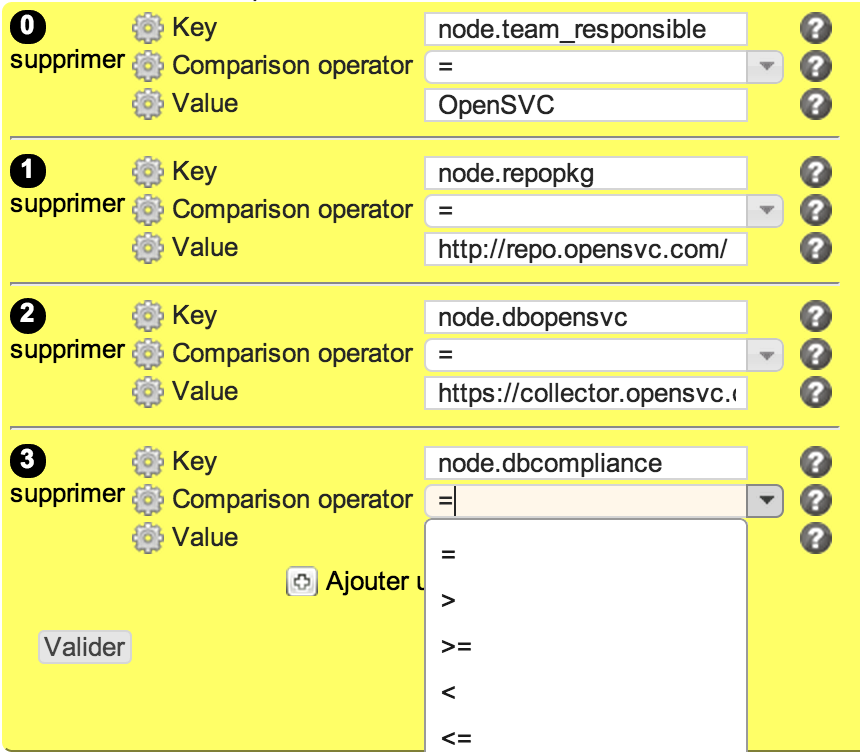 0 Key node.team_responsible ?
supprimer Comparison operator = ?
Value OpenSVC ?
1 Key node.repopkg ?
supprimer Comparison operator = ?
Value http://repo.opensvc.com/ ?
2 Key node.dbopensvc ?
supprimer Comparison operator = ?
Value https://collector.opensvc. ?
3 Key node.dbcompliance ?
supprimer Comparison operator = ?
Value ?
=
Ajouter
>
Valider >=
<
<=